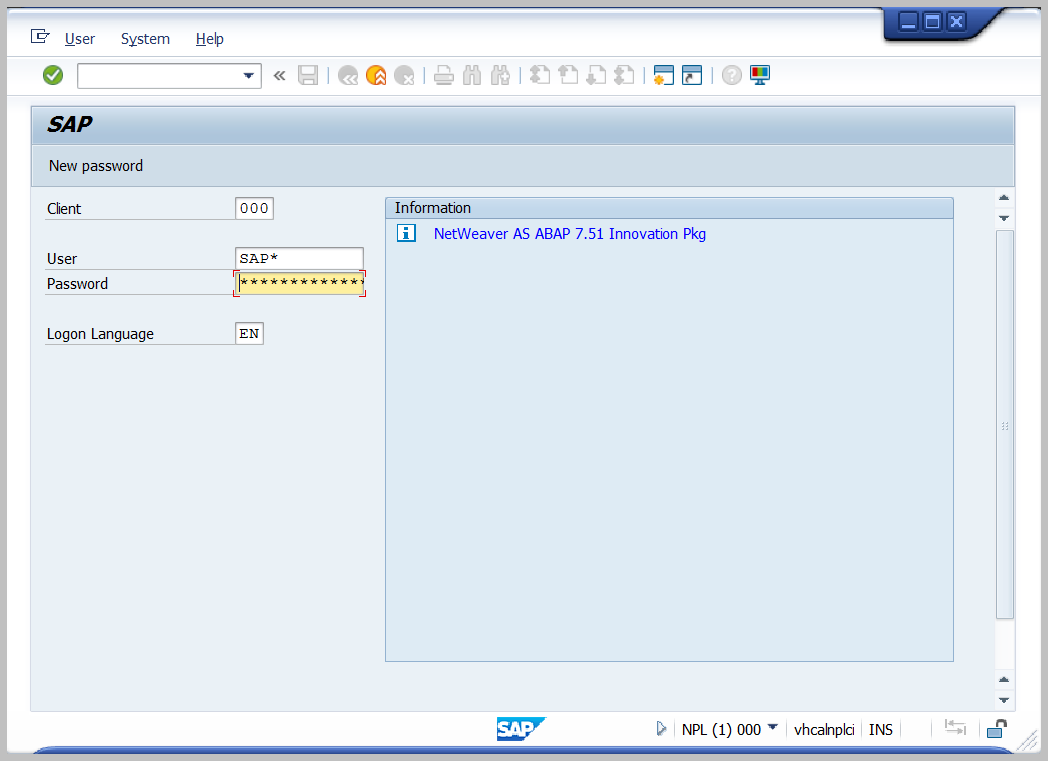 User System Help
SAP
New password
Client 000
Information
NetWeaver AS ABAP 7.51 Innovation Pkg
User SAP*
Password *************
Logon Language EN
SAP NPL (1) 000 vhcalnplci INS